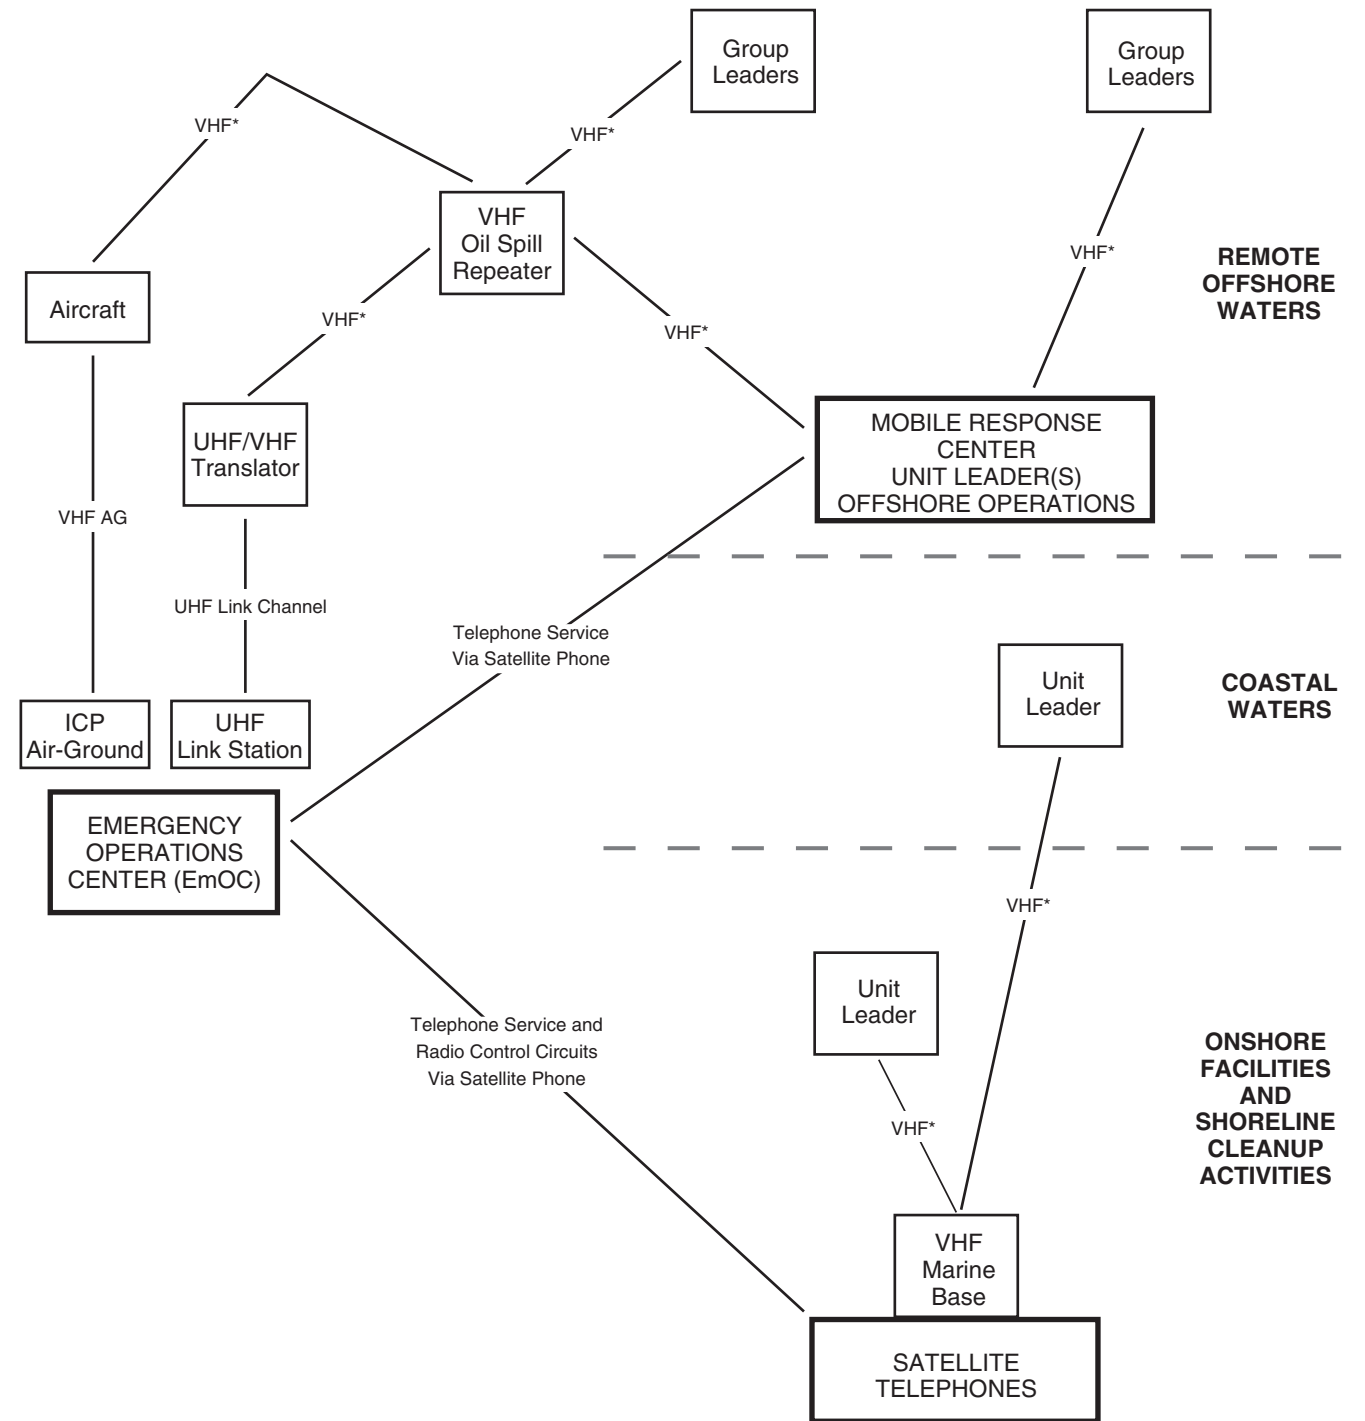 Group
Leaders
Group
Leaders
VHF*
VHF*
VHF
Oil Spill
Repeater
VHF*
REMOTE
OFFSHORE
WATERS
Aircraft
VHF*
VHF*
MOBILE RESPONSE
CENTER
UNIT LEADER(S)
OFFSHORE OPERATIONS
UHF/VHF
Translator
VHF AG
UHF Link Channel
Telephone Service
Via Satellite Phone
Unit
Leader
COASTAL
WATERS
ICP
Air-Ground
UHF
Link Station
EMERGENCY
OPERATIONS
CENTER (EmOC)
VHF*
Unit
Leader
Telephone Service and
Radio Control Circuits
Via Satellite Phone
ONSHORE
FACILITIES
AND
SHORELINE
CLEANUP
ACTIVITIES
VHF*
VHF
Marine
Base
SATELLITE
TELEPHONES